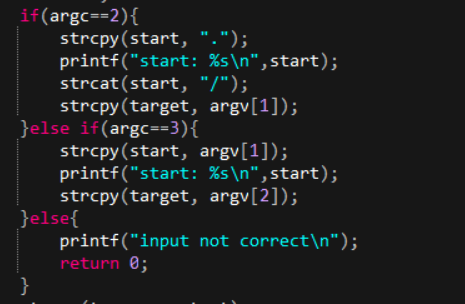 if(argc==2){
    strcpy(start, ".");
    printf("start: %s\n",start);
    strcat(start, "/");
    strcpy(target, argv[1]);
}else if(argc==3){
    strcpy(start, argv[1]);
    printf("start: %s\n",start);
    strcpy(target, argv[2]);
}else{
    printf("input not correct\n");
    return 0;
}